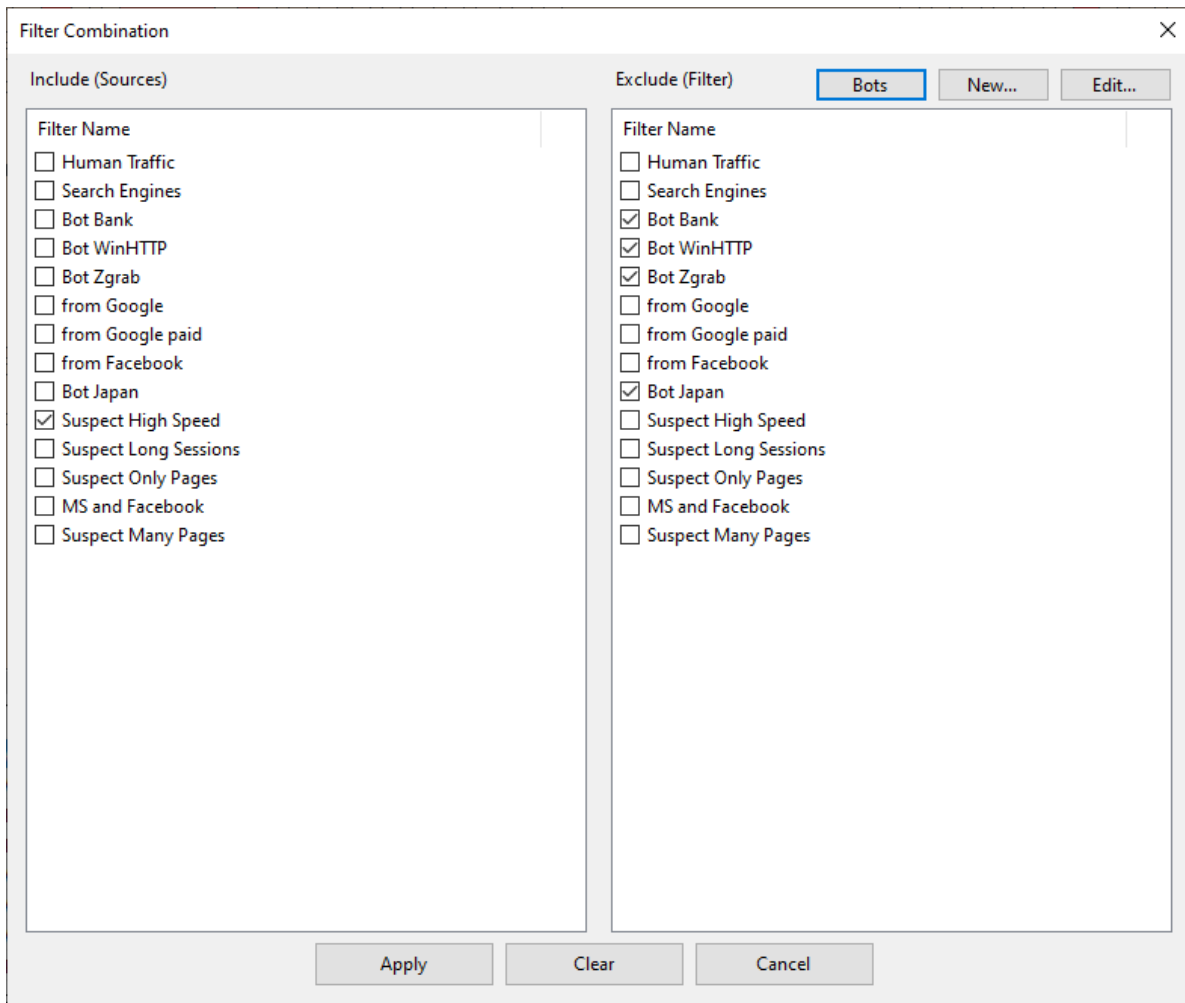 Filter Combination
Include (Sources)
Exclude (Filter)
Bots
New...
Edit...
Filter Name
Human Traffic
Search Engines
Bot Bank
Bot WinHTTP
Bot Zgrab
from Google
from Google paid
from Facebook
Bot Japan
Suspect High Speed
Suspect Long Sessions
Suspect Only Pages
MS and Facebook
Suspect Many Pages
Filter Name
Human Traffic
Search Engines
Bot Bank
Bot WinHTTP
Bot Zgrab
from Google
from Google paid
from Facebook
Bot Japan
Suspect High Speed
Suspect Long Sessions
Suspect Only Pages
MS and Facebook
Suspect Many Pages
Apply
Clear
Cancel